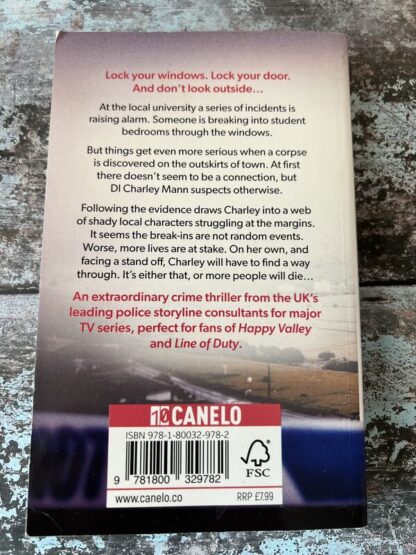 Lock your windows. Lock your door.
And don't look outside...
At the local university a series of incidents is
raising alarm. Someone is breaking into student
bedrooms through the windows.
But things get even more serious when a corpse
is discovered on the outskirts of town. At first
there doesn't seem to be a connection, but
DI Charley Mann suspects otherwise.
Following the evidence draws Charley into a web
of shady local characters struggling at the margins.
It seems the break-ins are not random events.
Worse, more lives are at stake. On her own, and
facing a stand off, Charley will have to find a way
through. It's either that, or more people will die...
An extraordinary crime thriller from the UK's
leading police storyline consultants for major
TV series, perfect for fans of Happy Valley
and Line of Duty.
10 CANELO
ISBN 978-1-80032-978-2
9 781800 329782
FSC
www.canelo.co
RRP £7.99